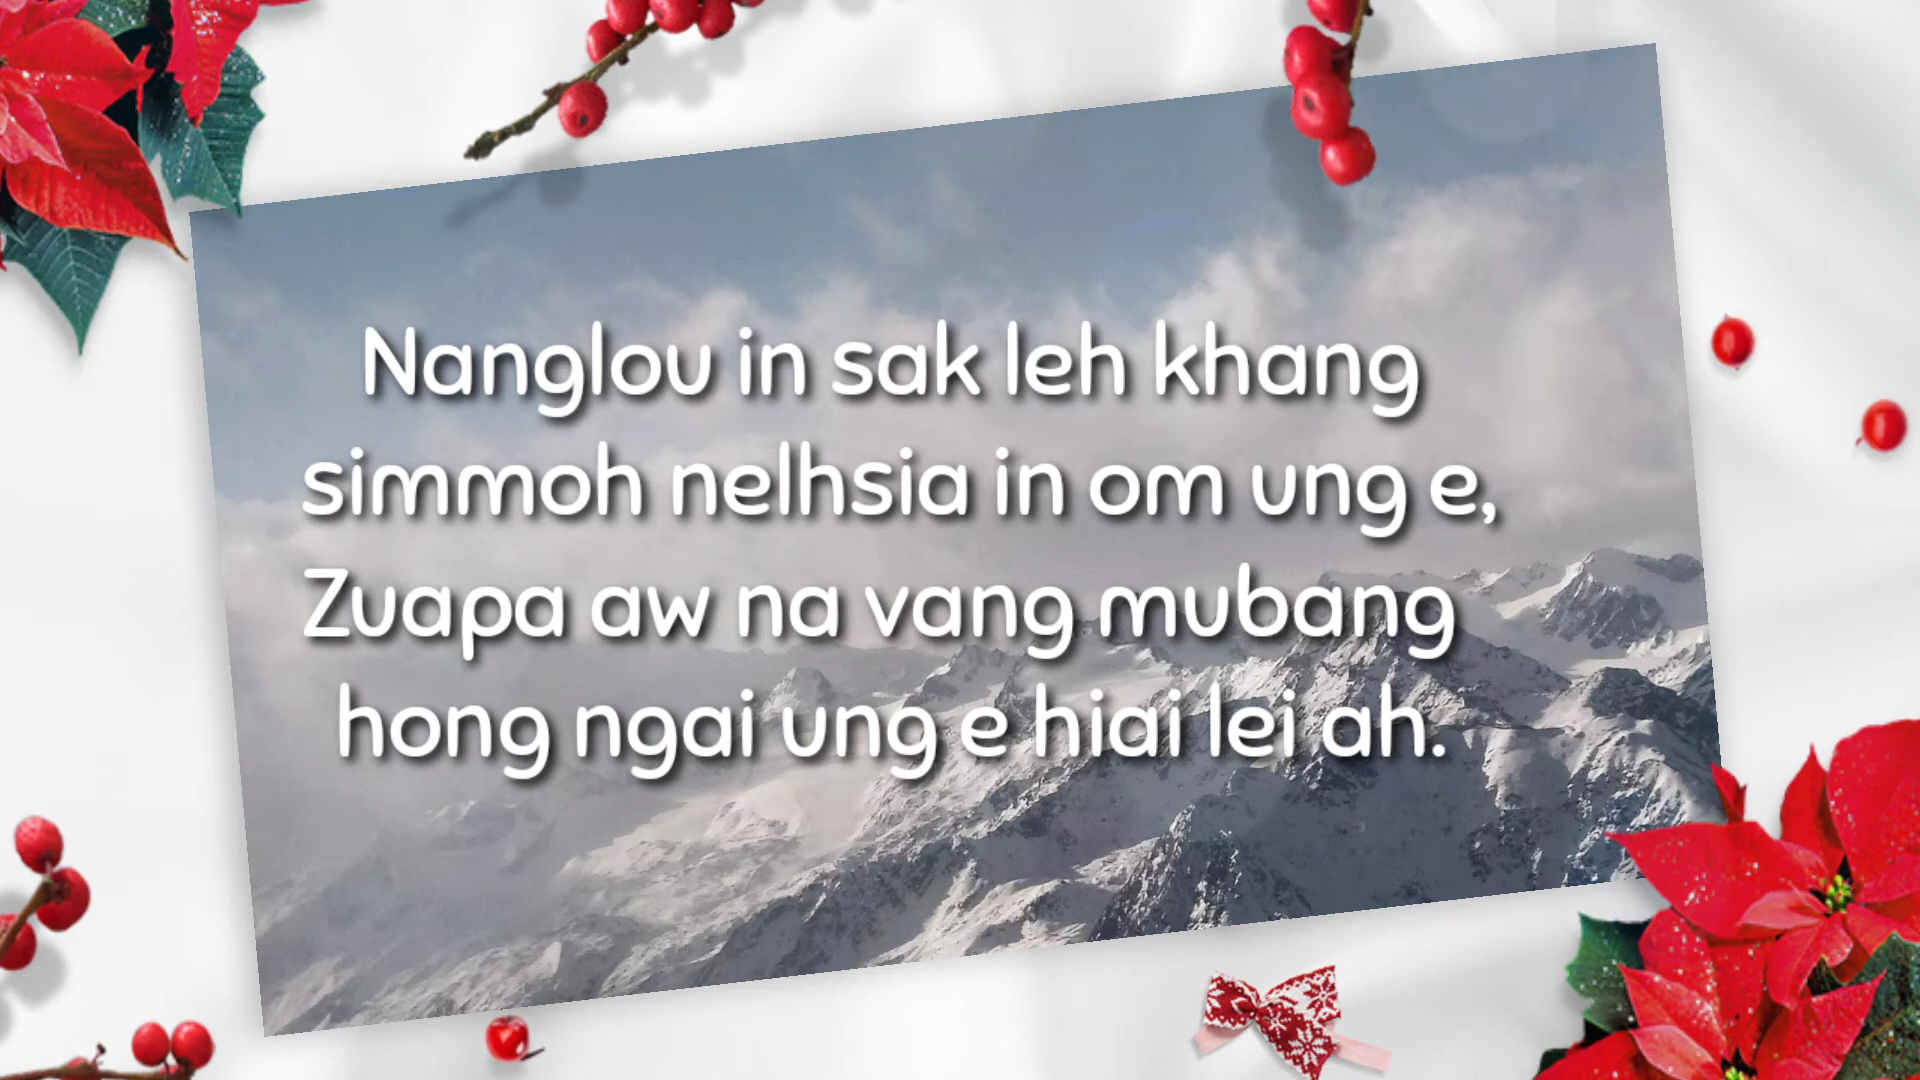 Nanglou in sak leh khang
simmoh nelhsia in om ung e,
Zuapa aw na vang mubang
hong ngai ung e hiai lei ah.